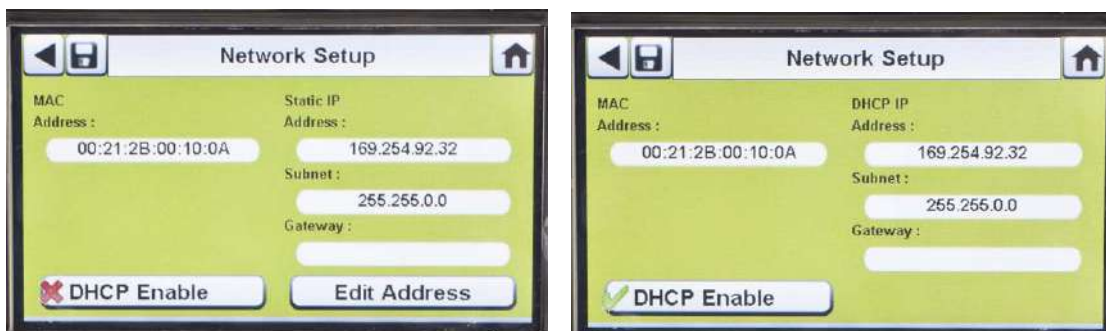 Network Setup
MAC
Address :
00:21:2B:00:10:0A
Static IP
Address :
169.254.92.32
Subnet :
255.255.0.0
Gateway :
DHCP Enable
Edit Address
Network Setup
MAC
Address :
00:21:2B:00:10:0A
DHCP IP
Address :
169.254.92.32
Subnet :
255.255.0.0
Gateway :
DHCP Enable